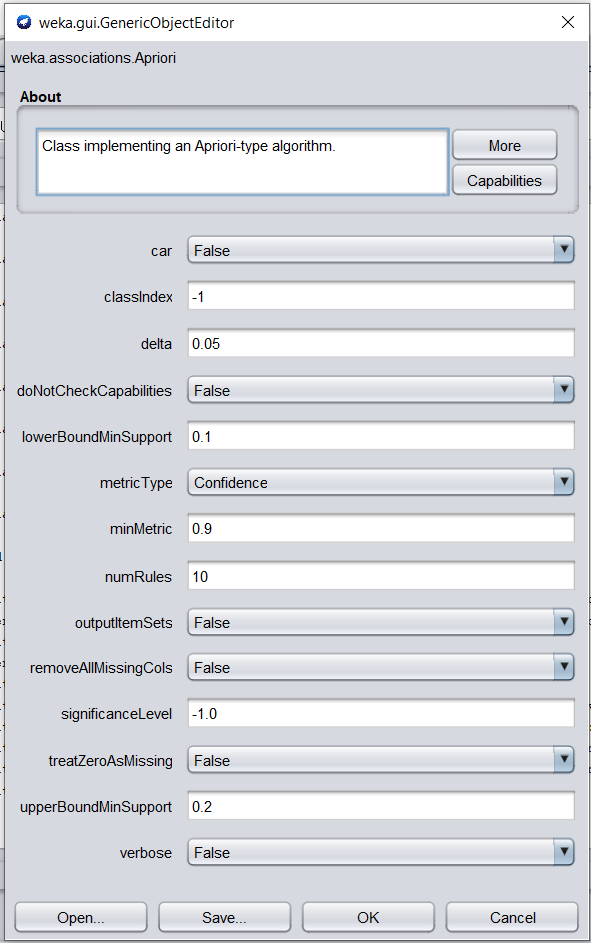 weka.gui.GenericObjectEditor
weka.associations.Apriori
About
Class implementing an Apriori-type algorithm.
More
Capabilities
car False
classIndex -1
delta 0.05
doNotCheckCapabilities False
lowerBoundMinSupport 0.1
metricType Confidence
minMetric 0.9
numRules 10
outputItemSets False
removeAllMissingCols False
significanceLevel -1.0
treatZeroAsMissing False
upperBoundMinSupport 0.2
verbose False
Open... Save... OK Cancel